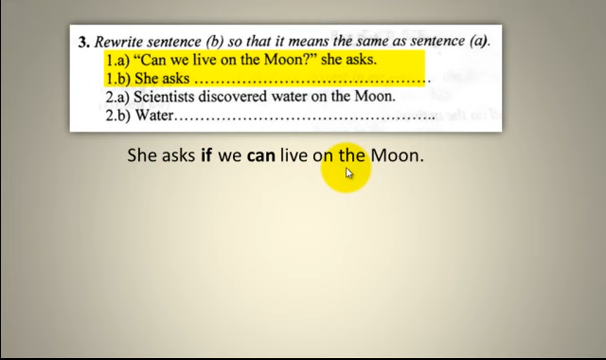 3. Rewrite sentence (b) so that it means the same as sentence (a).
1.a) “Can we live on the Moon?” she asks.
1.b) She asks ..............................................
2.a) Scientists discovered water on the Moon.
2.b) Water..................................................
She asks if we can live on the Moon.